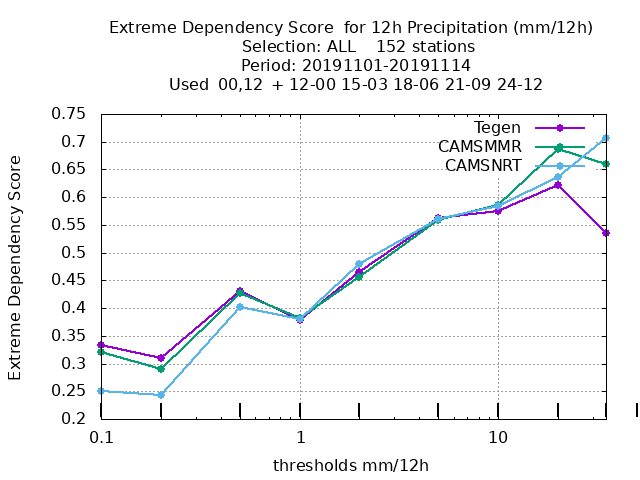 Extreme Dependency Score  for 12h Precipitation (mm/12h)
Selection: ALL    152 stations
Period: 20191101-20191114
Used  00,12  + 12-00 15-03 18-06 21-09 24-12
Tegen
CAMSMMR
CAMSNRT
0.75
0.7
0.65
0.6
0.55
0.5
0.45
0.4
0.35
0.3
0.25
0.2
Extreme Dependency Score
0.1
1
10
thresholds mm/12h